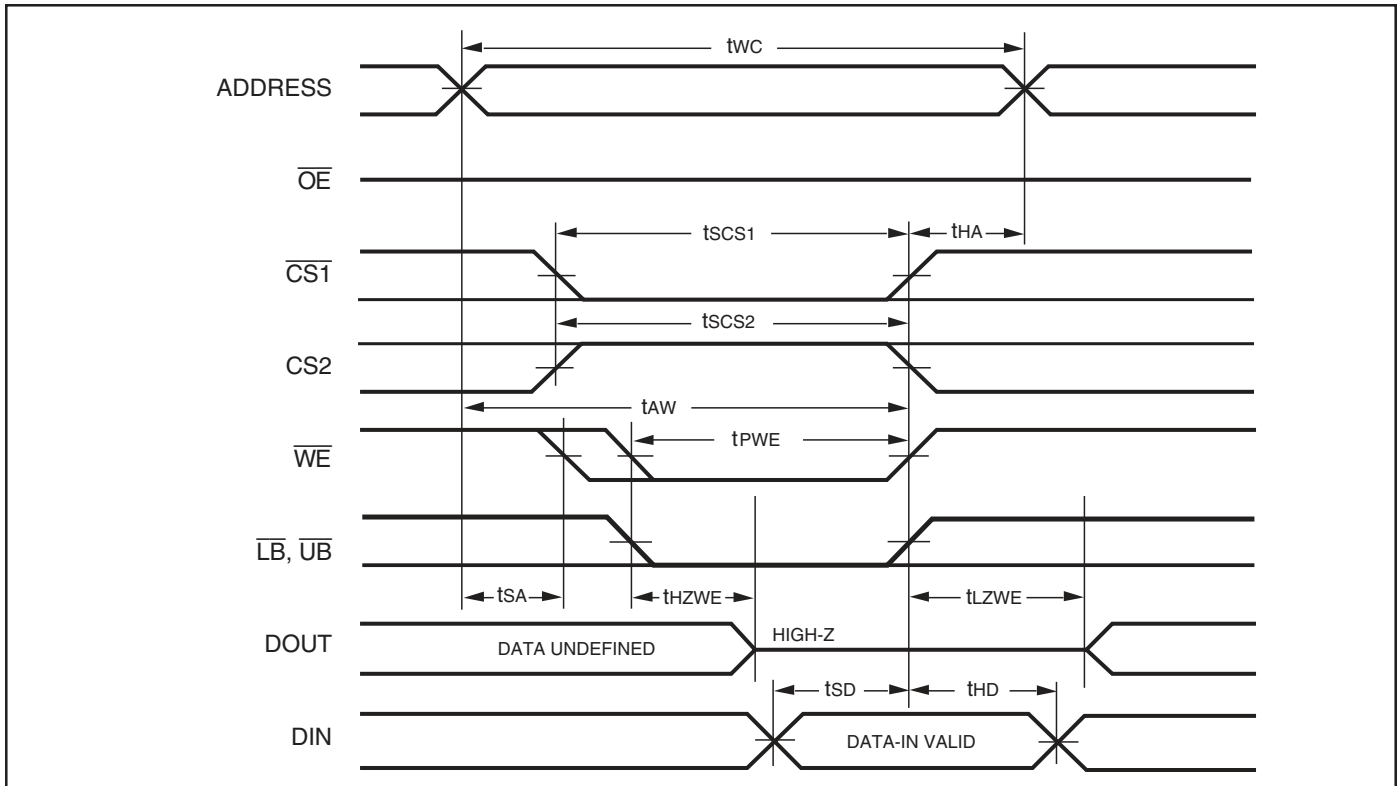 tWC
ADDRESS
OE
tSCS1
tHA
CS1
tSCS2
CS2
tAW
tPWE
WE
LB, UB
tSA
tHZWE
tLZWE
DOUT
DATA UNDEFINED
HIGH-Z
tSD
tHD
DIN
DATA-IN VALID